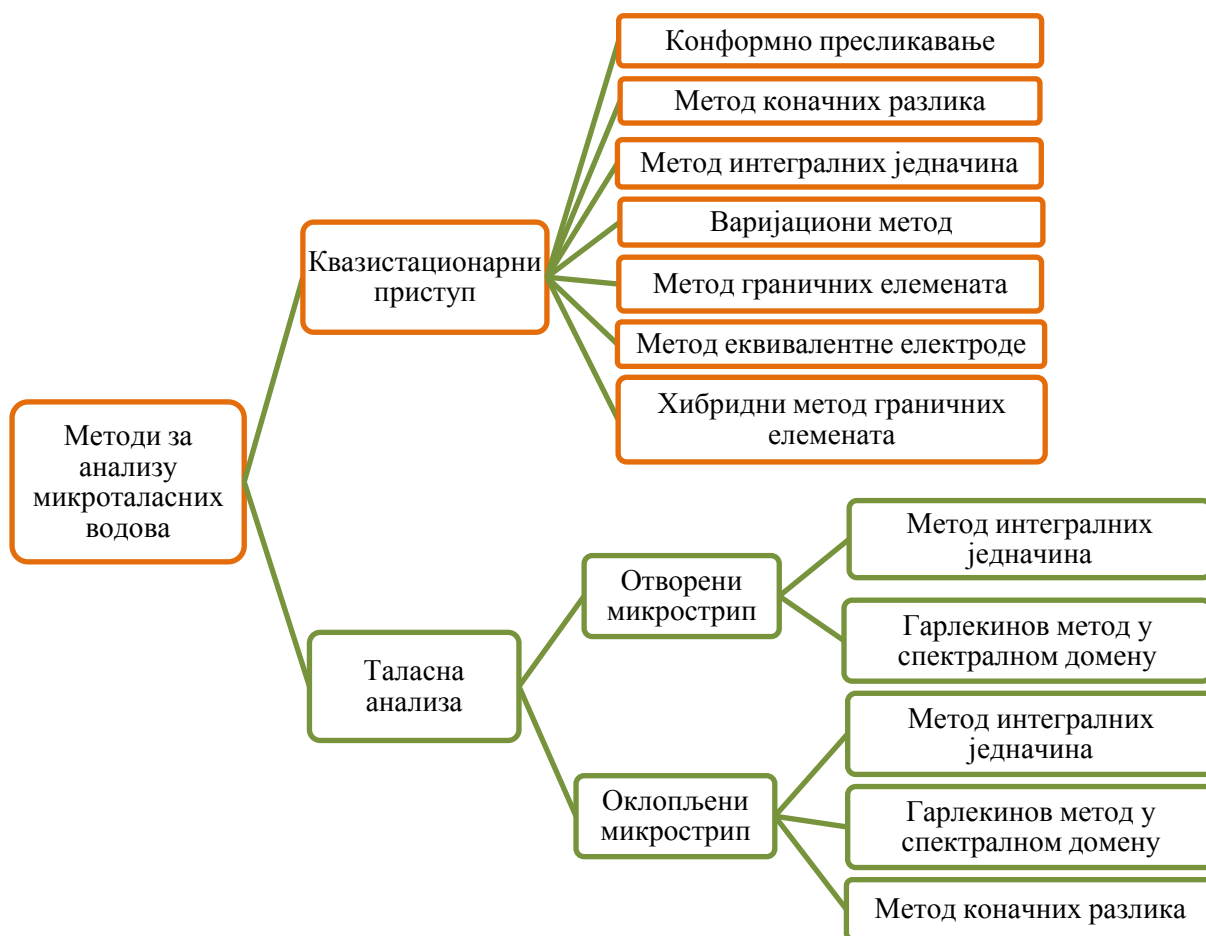 Методи за
анализу
микроталасних
водова
Квазистационарни
приступ
Конформно пресликавање
Метод коначних разлика
Метод интегралних једначина
Варијациони метод
Метод граничних елемената
Метод еквивалентне електроде
Хибридни метод граничних
елемената
Таласна
анализа
Отворени
микрострип
Метод интегралних
једначина
Гарлекинов метод у
спектралном домену
Оклопљени
микрострип
Метод интегралних
једначина
Гарлекинов метод у
спектралном домену
Метод коначних разлика